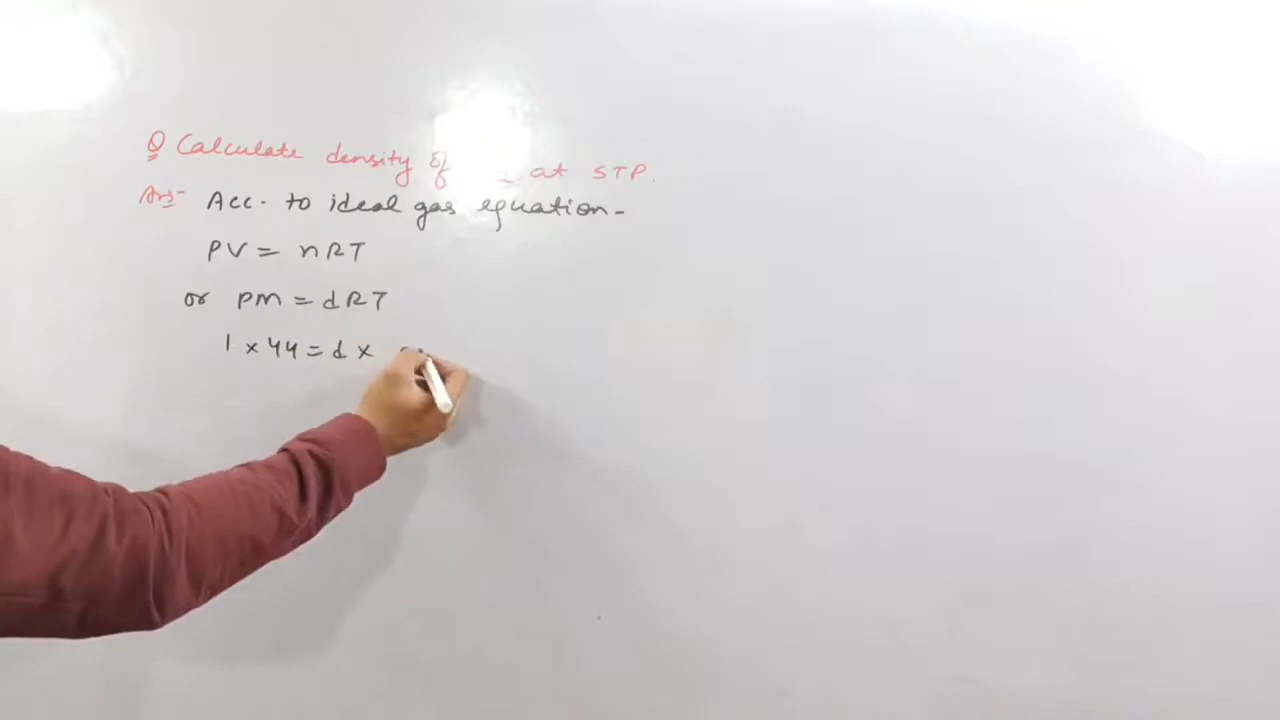 Q Calculate density of at STP.
Ans- Acc. to ideal gas equation-
PV = nRT
or PM = dRT
1 x 44 = d x